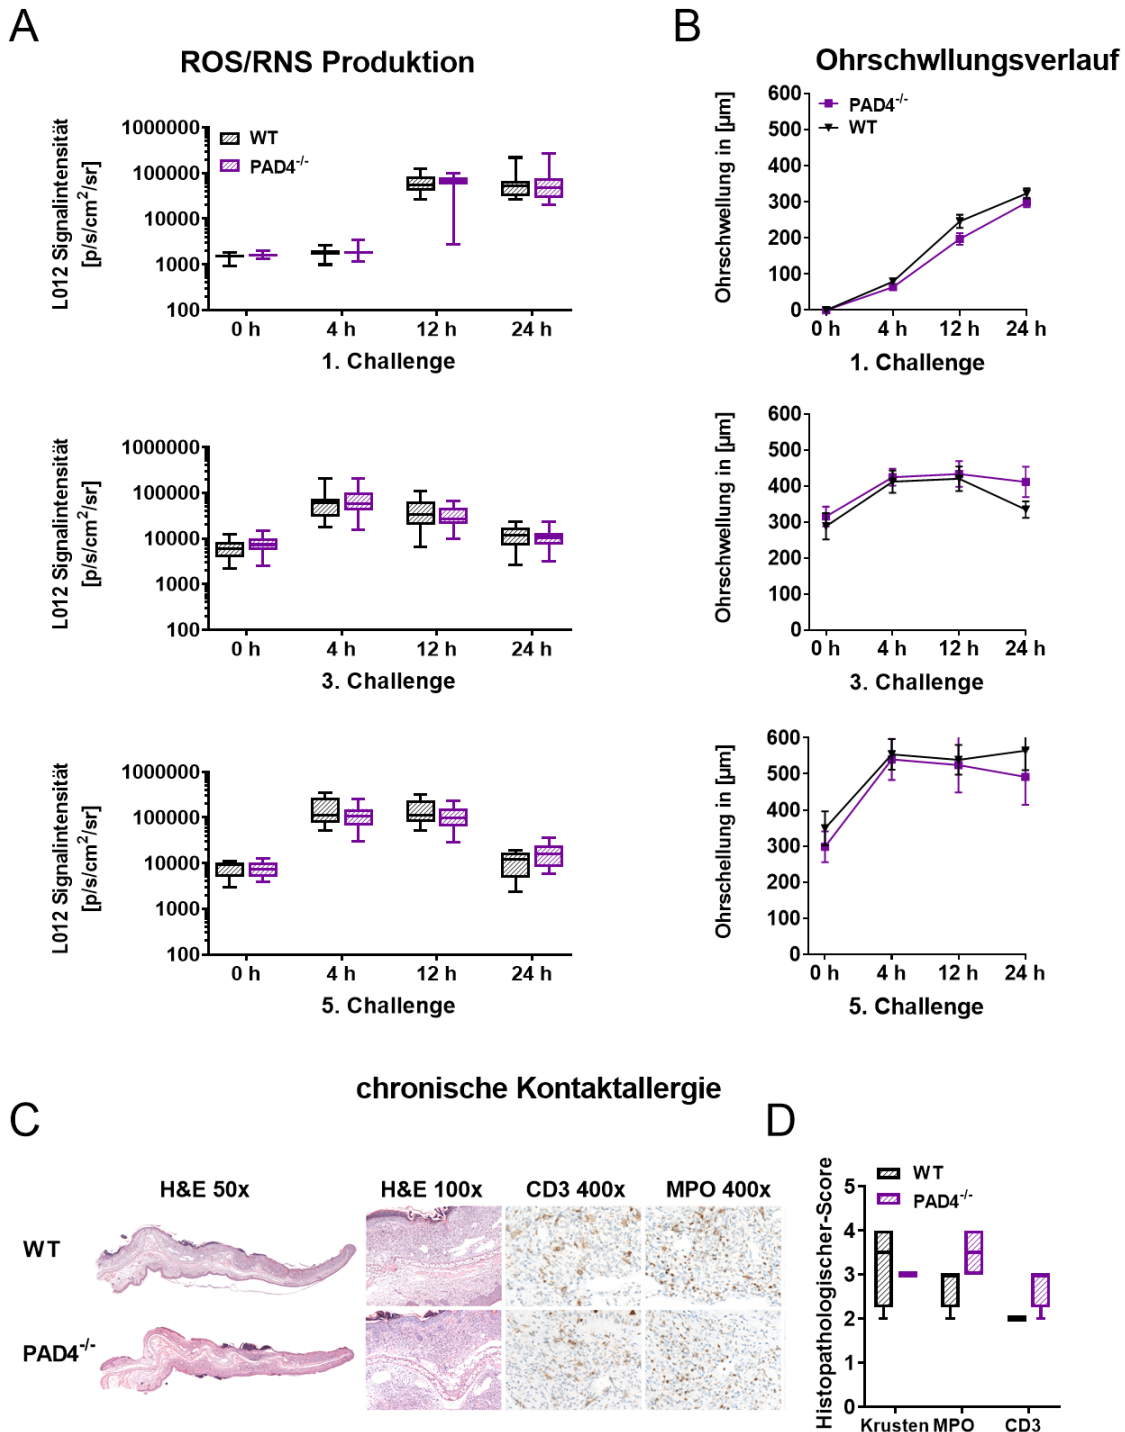 A
B
ROS/RNS Produktion
Ohrschwllungsverlauf
L012 Signalintensität
[p/s/cm²/sr]
1000000
100000
10000
1000
100
WT
PAD4-/-
0 h
4 h
12 h
24 h
1. Challenge
Ohrschwellung in [µm]
600
500
400
300
200
100
0
PAD4-/-
WT
0 h
4 h
12 h
24 h
1. Challenge
L012 Signalintensität
[p/s/cm²/sr]
1000000
100000
10000
1000
100
0 h
4 h
12 h
24 h
3. Challenge
Ohrschwellung in [µm]
600
500
400
300
200
100
0
0 h
4 h
12 h
24 h
3. Challenge
L012 Signalintensität
[p/s/cm²/sr]
1000000
100000
10000
1000
100
0 h
4 h
12 h
24 h
5. Challenge
Ohrschellung in [µm]
600
500
400
300
200
100
0
0 h
4 h
12 h
24 h
5. Challenge
chronische Kontaktallergie
C
D
H&E 50x
H&E 100x
CD3 400x
MPO 400x
WT
PAD4-/-
Histopathologischer-Score
5
4
3
2
1
0
WT
PAD4-/-
Krusten
MPO
CD3